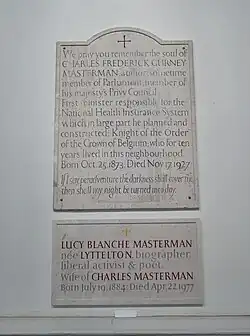 We pray you remember the soul of
CHARLES FREDERICK GURNEY
MASTERMAN author, sometime
member of Parliament, member of
his majesty's Privy Council.
First minister responsible for the
National Health Insurance System
which in large part he planned and
constructed: Knight of the Order
of the Crown of Belgium, who for ten
years lived in this neighbourhood
Born Oct. 25. 1873. Died Nov. 17. 1927
If I say peradventure the darkness shall cover me,
then shall my night be turned into day.
LUCY BLANCHE MASTERMAN
née LYTTELTON, biographer,
liberal activist & poet.
Wife of CHARLES MASTERMAN
Born July 19. 1884. Died Apr. 22. 1977